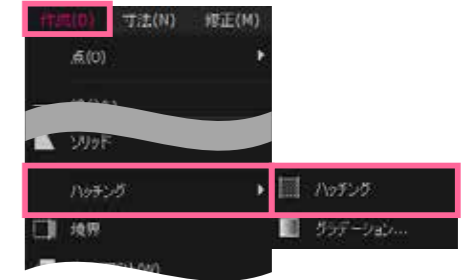 作成(D) 寸法(N) 修正(M)
点(O)
ソリッド
ハッチング
ハッチング
境界
グラデーション...